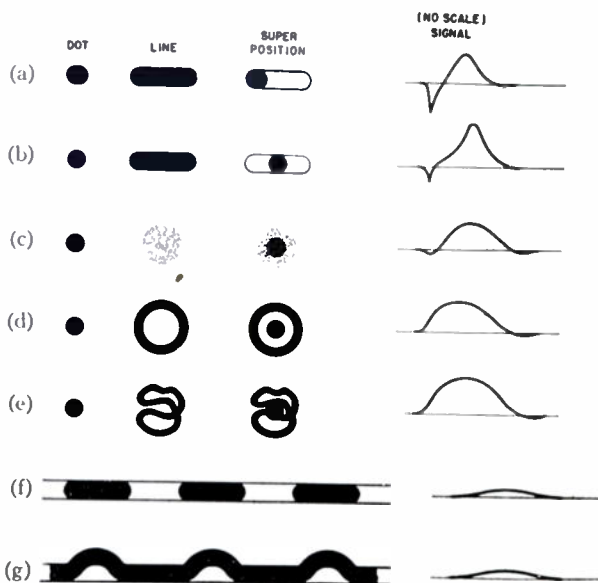 (NO SCALE)
SIGNAL
DOT
LINE
SUPER
POSITION
(a)
(b)
(c)
(d)
(e)
(f)
(g)